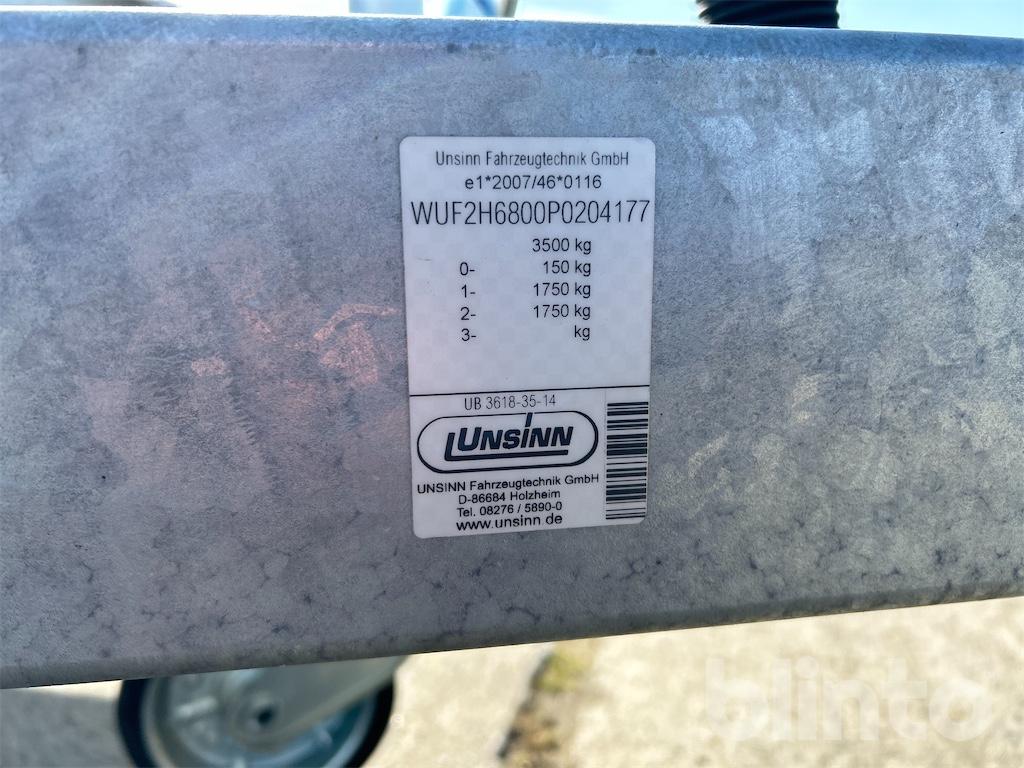 Unsinn Fahrzeugtechnik GmbH
e1*2007/46*0116
WUF2H6800P0204177
3500 kg
0- 150 kg
1- 1750 kg
2- 1750 kg
3- kg
UB 3618-35-14
UNSINN
UNSINN Fahrzeugtechnik GmbH
D-86684 Holzheim
Tel. 08276 / 5890-0
www.unsinn.de
blinto